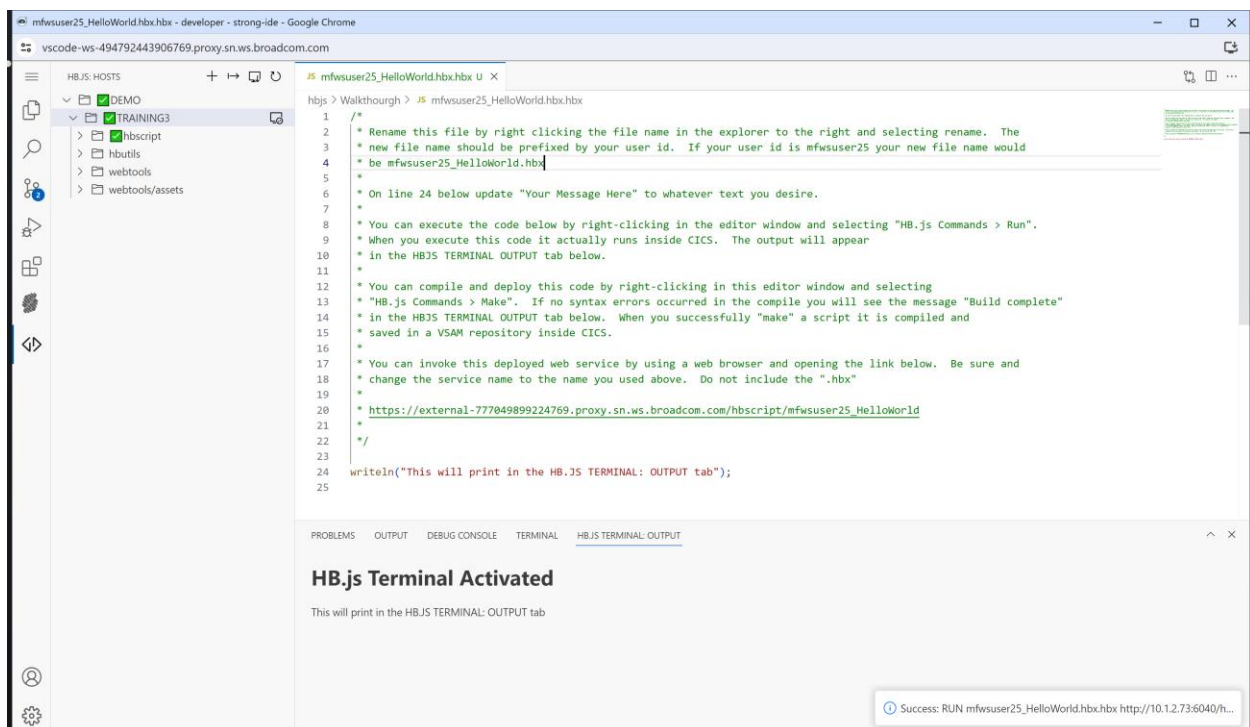 mfwsuser25_HelloWorld.hbx.hbx - developer - strong-ide - Google Chrome
vscode-ws-494792443906769.proxy.sn.ws.broadcom.com
HB.JS: HOSTS
DEMO
TRAINING3
hbscript
hbutils
webtools
webtools/assets
2
JS mfwsuser25_HelloWorld.hbx.hbx U
hbjs > Walkthourgh > JS mfwsuser25_HelloWorld.hbx.hbx
1 /*
2 * Rename this file by right clicking the file name in the explorer to the right and selecting rename. The
3 * new file name should be prefixed by your user id. If your user id is mfwsuser25 your new file name would
4 * be mfwsuser25_HelloWorld.hbx
5 *
6 * On line 24 below update "Your Message Here" to whatever text you desire.
7 *
8 * You can execute the code below by right-clicking in the editor window and selecting "HB.js Commands > Run".
9 * When you execute this code it actually runs inside CICS. The output will appear
10 * in the HBJS TERMINAL OUTPUT tab below.
11 *
12 * You can compile and deploy this code by right-clicking in this editor window and selecting
13 * "HB.js Commands > Make". If no syntax errors occurred in the compile you will see the message "Build complete"
14 * in the HBJS TERMINAL OUTPUT tab below. When you successfully "make" a script it is compiled and
15 * saved in a VSAM repository inside CICS.
16 *
17 * You can invoke this deployed web service by using a web browser and opening the link below. Be sure and
18 * change the service name to the name you used above. Do not include the ".hbx"
19 *
20 * https://external-777049899224769.proxy.sn.ws.broadcom.com/hbscript/mfwsuser25_HelloWorld
21 *
22 */
23
24 writeln("This will print in the HB.JS TERMINAL: OUTPUT tab");
25
PROBLEMS OUTPUT DEBUG CONSOLE TERMINAL HB.JS TERMINAL: OUTPUT
HB.js Terminal Activated
This will print in the HB.JS TERMINAL: OUTPUT tab
Success: RUN mfwsuser25_HelloWorld.hbx.hbx http://10.1.2.73:6040/h...